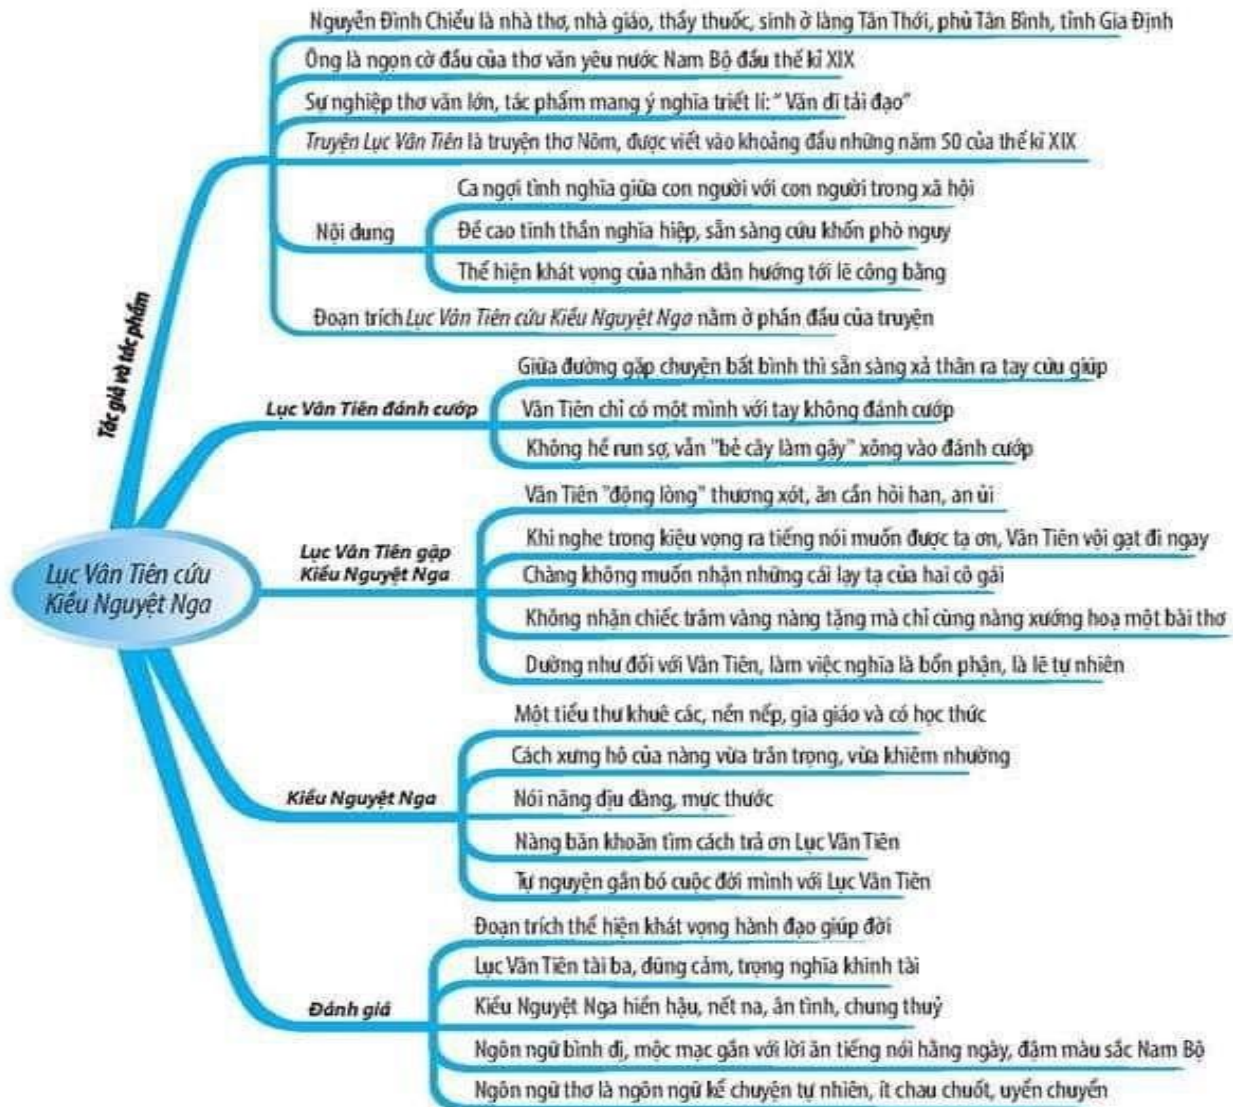 Nguyễn Đình Chiểu là nhà thơ, nhà giáo, thầy thuốc, sinh ở làng Tân Thới, phủ Tân Bình, tỉnh Gia Định
Ông là ngọn cờ đầu của thơ văn yêu nước Nam Bộ đầu thế kỉ XIX
Sự nghiệp thơ văn lớn, tác phẩm mang ý nghĩa triết lí: " Văn dĩ tải đạo"
Truyện Lục Vân Tiên là truyện thơ Nôm, được viết vào khoảng đầu những năm 50 của thế kỉ XIX
Nội dung
Ca ngợi tình nghĩa giữa con người với con người trong xã hội
Đề cao tinh thần nghĩa hiệp, sẵn sàng cứu khốn phò nguy
Thể hiện khát vọng của nhân dân hướng tới lẽ công bằng
Đoạn trích Lục Vân Tiên cứu Kiều Nguyệt Nga nằm ở phần đầu của truyện
Tác giả và tác phẩm
Lục Vân Tiên đánh cướp
Giữa đường gặp chuyện bất bình thì sẵn sàng xả thân ra tay cứu giúp
Vân Tiên chỉ có một mình với tay không đánh cướp
Không hề run sợ, vẫn "bẻ cây làm gậy" xông vào đánh cướp
Lục Vân Tiên gặp
Kiều Nguyệt Nga
Vân Tiên "động lòng" thương xót, ân cần hỏi han, an ủi
Khi nghe trong kiệu vọng ra tiếng nói muốn được tạ ơn, Vân Tiên vội gạt đi ngay
Chàng không muốn nhận những cái lạy tạ của hai cô gái
Không nhận chiếc trâm vàng nàng tặng mà chỉ cùng nàng xướng hoạ một bài thơ
Dường như đối với Vân Tiên, làm việc nghĩa là bổn phận, là lẽ tự nhiên
Lục Vân Tiên cứu
Kiều Nguyệt Nga
Kiều Nguyệt Nga
Một tiểu thư khuê các, nền nếp, gia giáo và có học thức
Cách xưng hô của nàng vừa trân trọng, vừa khiêm nhường
Nói năng dịu dàng, mực thước
Nàng băn khoăn tìm cách trả ơn Lục Vân Tiên
Tự nguyện gắn bó cuộc đời mình với Lục Vân Tiên
Đánh giá
Đoạn trích thể hiện khát vọng hành đạo giúp đời
Lục Vân Tiên tài ba, dũng cảm, trọng nghĩa khinh tài
Kiều Nguyệt Nga hiền hậu, nết na, ân tình, chung thuỷ
Ngôn ngữ bình dị, mộc mạc gắn với lời ăn tiếng nói hằng ngày, đậm màu sắc Nam Bộ
Ngôn ngữ thơ là ngôn ngữ kể chuyện tự nhiên, ít chau chuốt, uyển chuyển